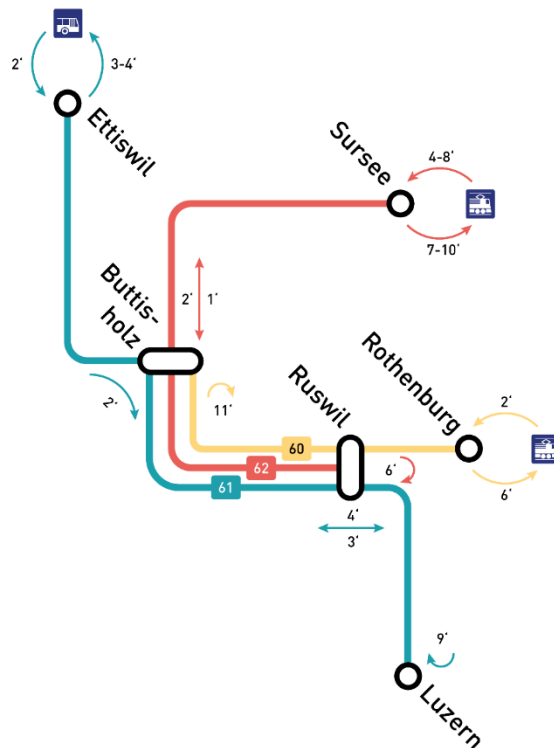 2'
3-4'
Ettiswil
Sursee
4-8'
7-10'
2'
1'
Buttis-
holz
2'
11'
Ruswil
Rothenburg
2'
6'
60
62
61
6'
4'
3'
9'
Luzern